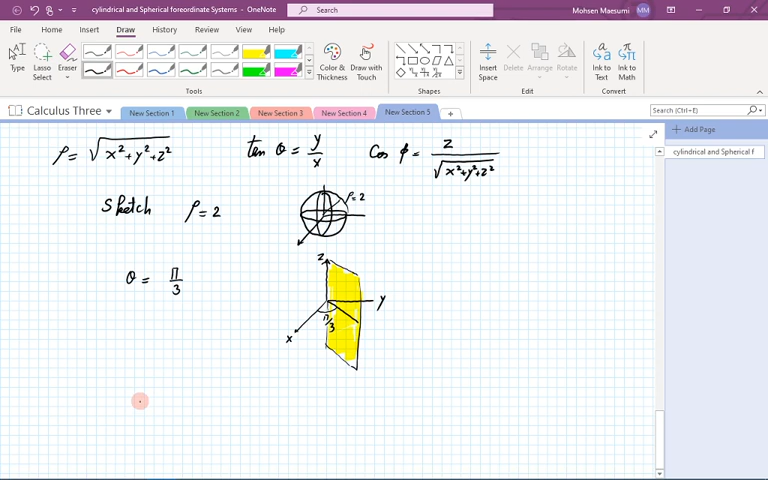 cylindrical and Spherical foreordinate Systems - OneNote
Search
Mohsen Maesumi MM
File Home Insert Draw History Review View Help
Type
Lasso Select
Eraser
Color & Thickness
Draw with Touch
Insert Space
Delete
Arrange
Rotate
Ink to Text
Ink to Math
Tools Shapes Edit Convert
Calculus Three
New Section 1 New Section 2 New Section 3 New Section 4 New Section 5 +
Search (Ctrl+E)
Add Page
cylindrical and Spherical f
ρ = √(x²+y²+z²) tan θ = y/x cos φ = z/√(x²+y²+z²)
Sketch ρ = 2
ρ=2
θ = π/3
z
y
π/3
x